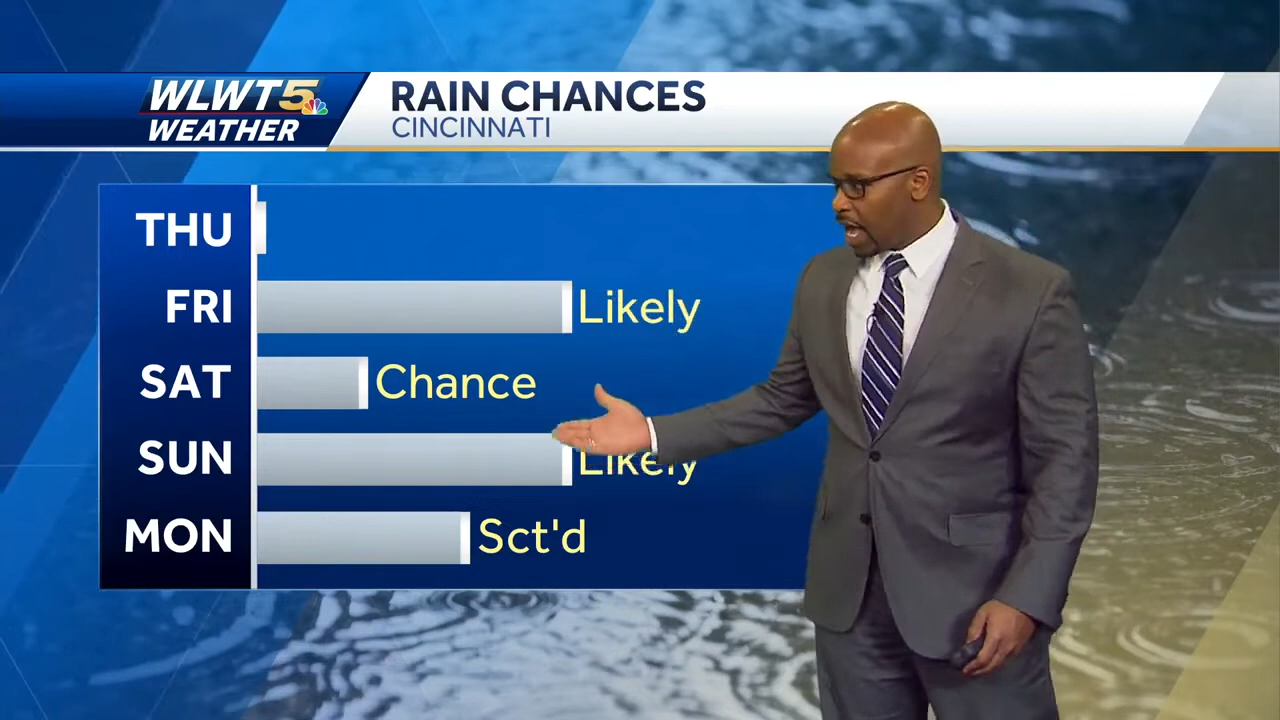 WLWT5
WEATHER
RAIN CHANCES
CINCINNATI
THU
FRI Likely
SAT Chance
SUN Likely
MON Sct'd